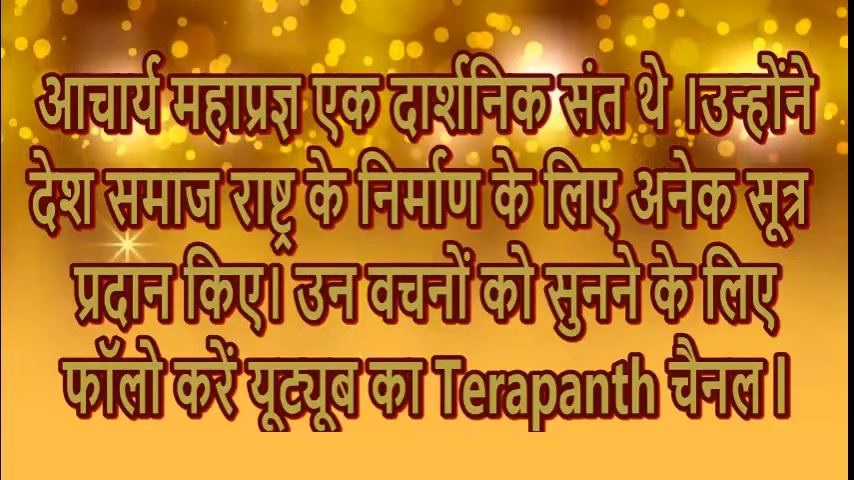 आचार्य महाप्रज्ञ एक दार्शनिक संत थे ।उन्होंने
देश समाज राष्ट्र के निर्माण के लिए अनेक सूत्र
प्रदान किए। उन वचनों को सुनने के लिए
फॉलो करें यूट्यूब का Terapanth चैनल l